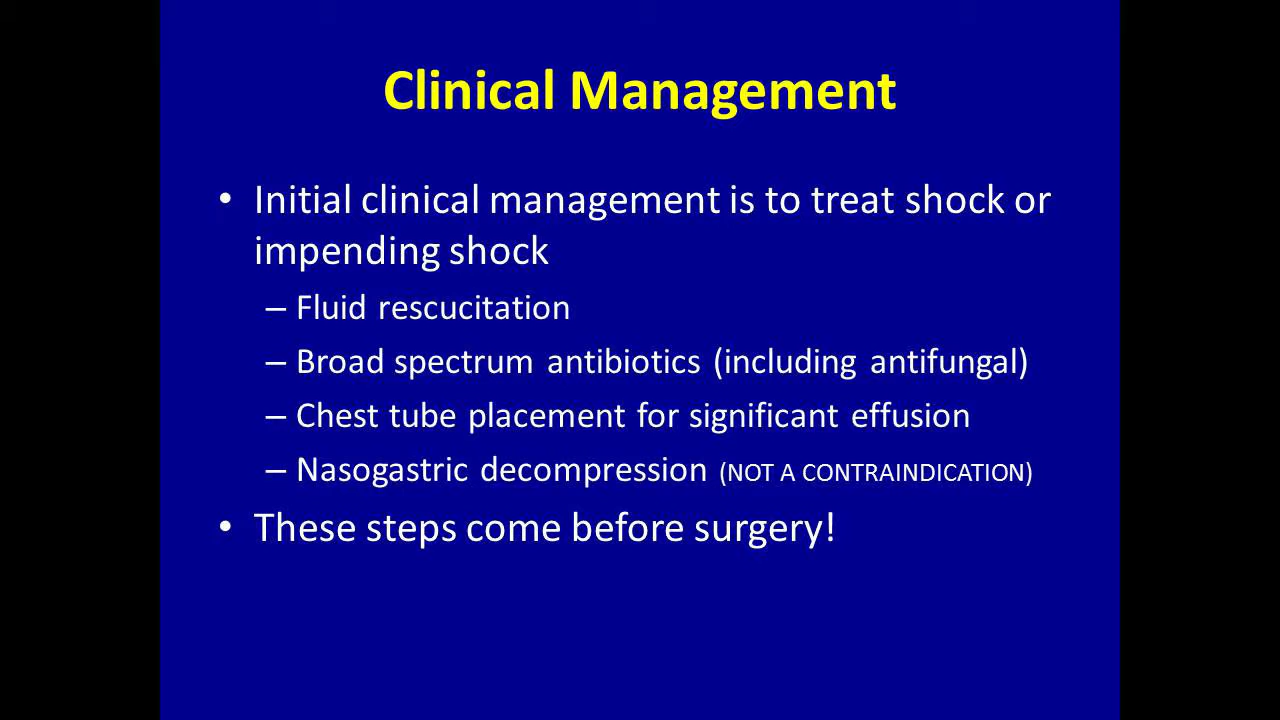 Clinical Management
• Initial clinical management is to treat shock or
impending shock
– Fluid rescucitation
– Broad spectrum antibiotics (including antifungal)
– Chest tube placement for significant effusion
– Nasogastric decompression (NOT A CONTRAINDICATION)
• These steps come before surgery!